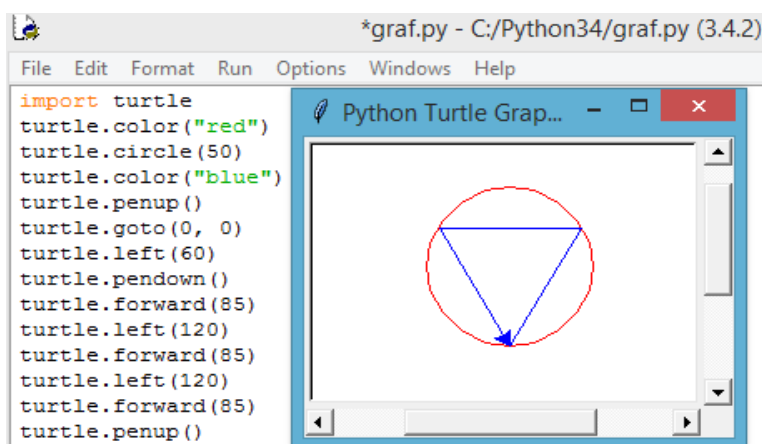 *graf.py - C:/Python34/graf.py (3.4.2)
File Edit Format Run Options Windows Help
import turtle
turtle.color("red")
turtle.circle(50)
turtle.color("blue")
turtle.penup()
turtle.goto(0, 0)
turtle.left(60)
turtle.pendown()
turtle.forward(85)
turtle.left(120)
turtle.forward(85)
turtle.left(120)
turtle.forward(85)
turtle.penup()
Python Turtle Grap...